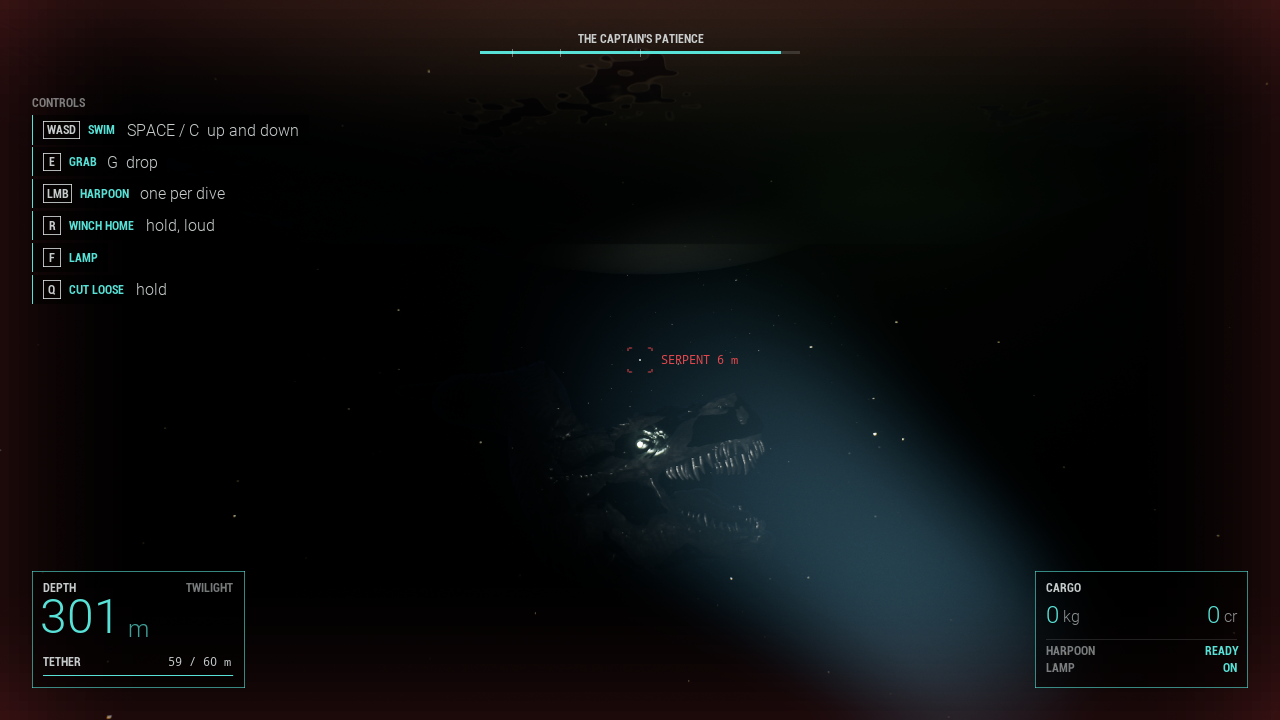 THE CAPTAIN'S PATIENCE
CONTROLS
WASD SWIM SPACE / C up and down
E GRAB G drop
LMB HARPOON one per dive
R WINCH HOME hold, loud
F LAMP
Q CUT LOOSE hold
SERPENT 6 m
DEPTH TWILIGHT
301 m
TETHER 59 / 60 m
CARGO
0 kg 0 cr
HARPOON READY
LAMP ON